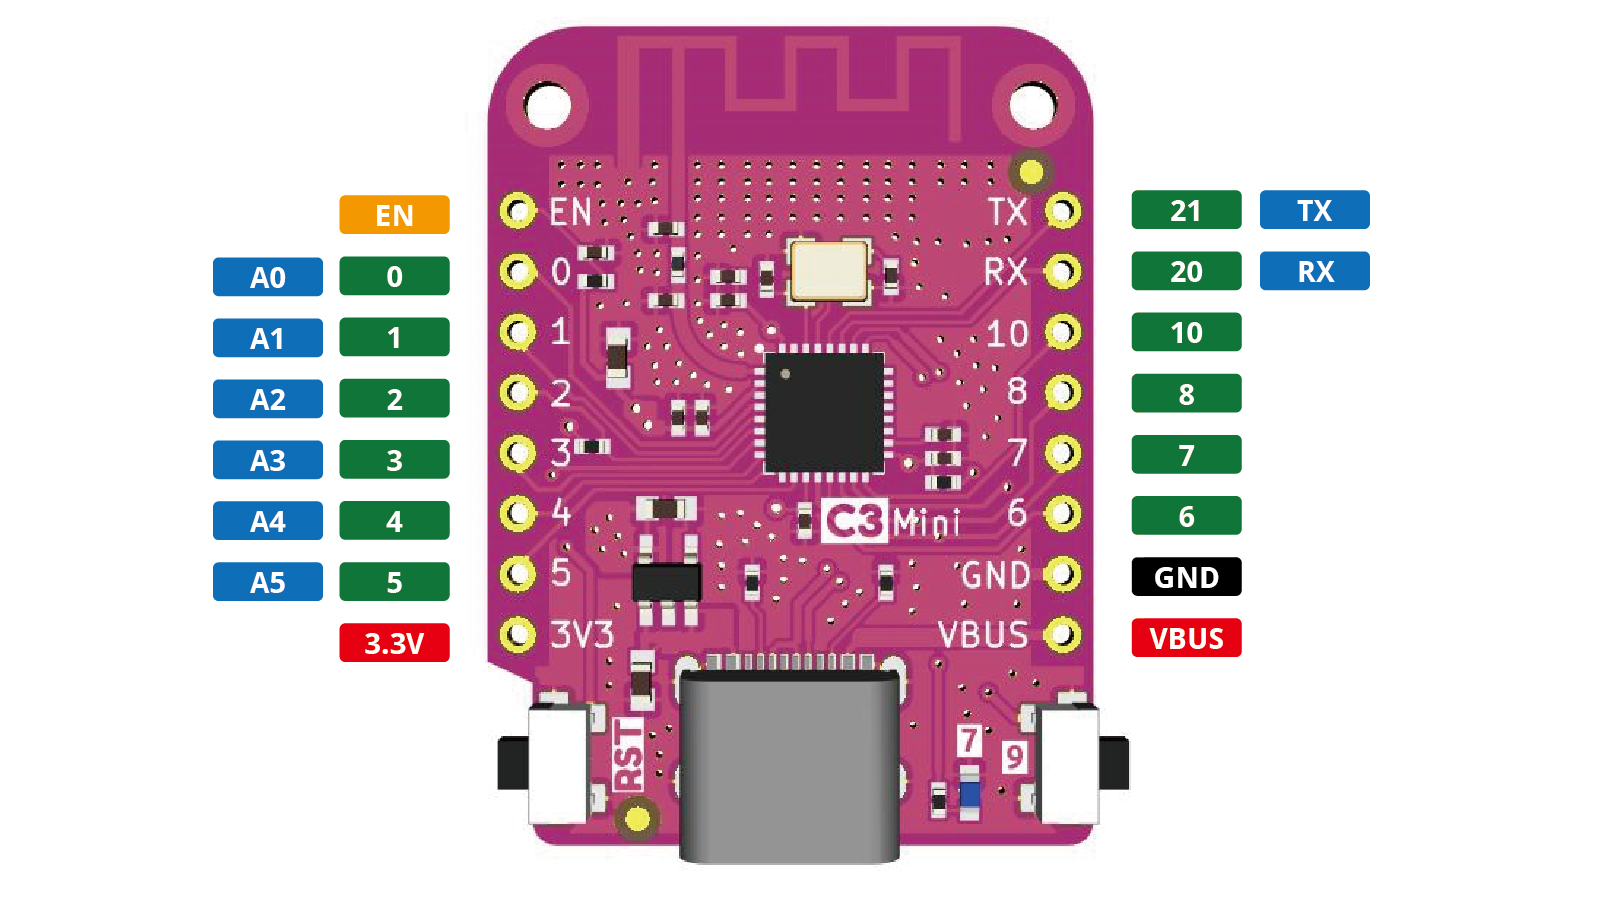 EN EN TX 21 TX
A0 0 0 RX 20 RX
A1 1 1 10 10
A2 2 2 8 8
A3 3 3 7 7
A4 4 4 6 6
C3 Mini
A5 5 5 GND GND
3.3V 3V3 VBUS VBUS
RST 7 9